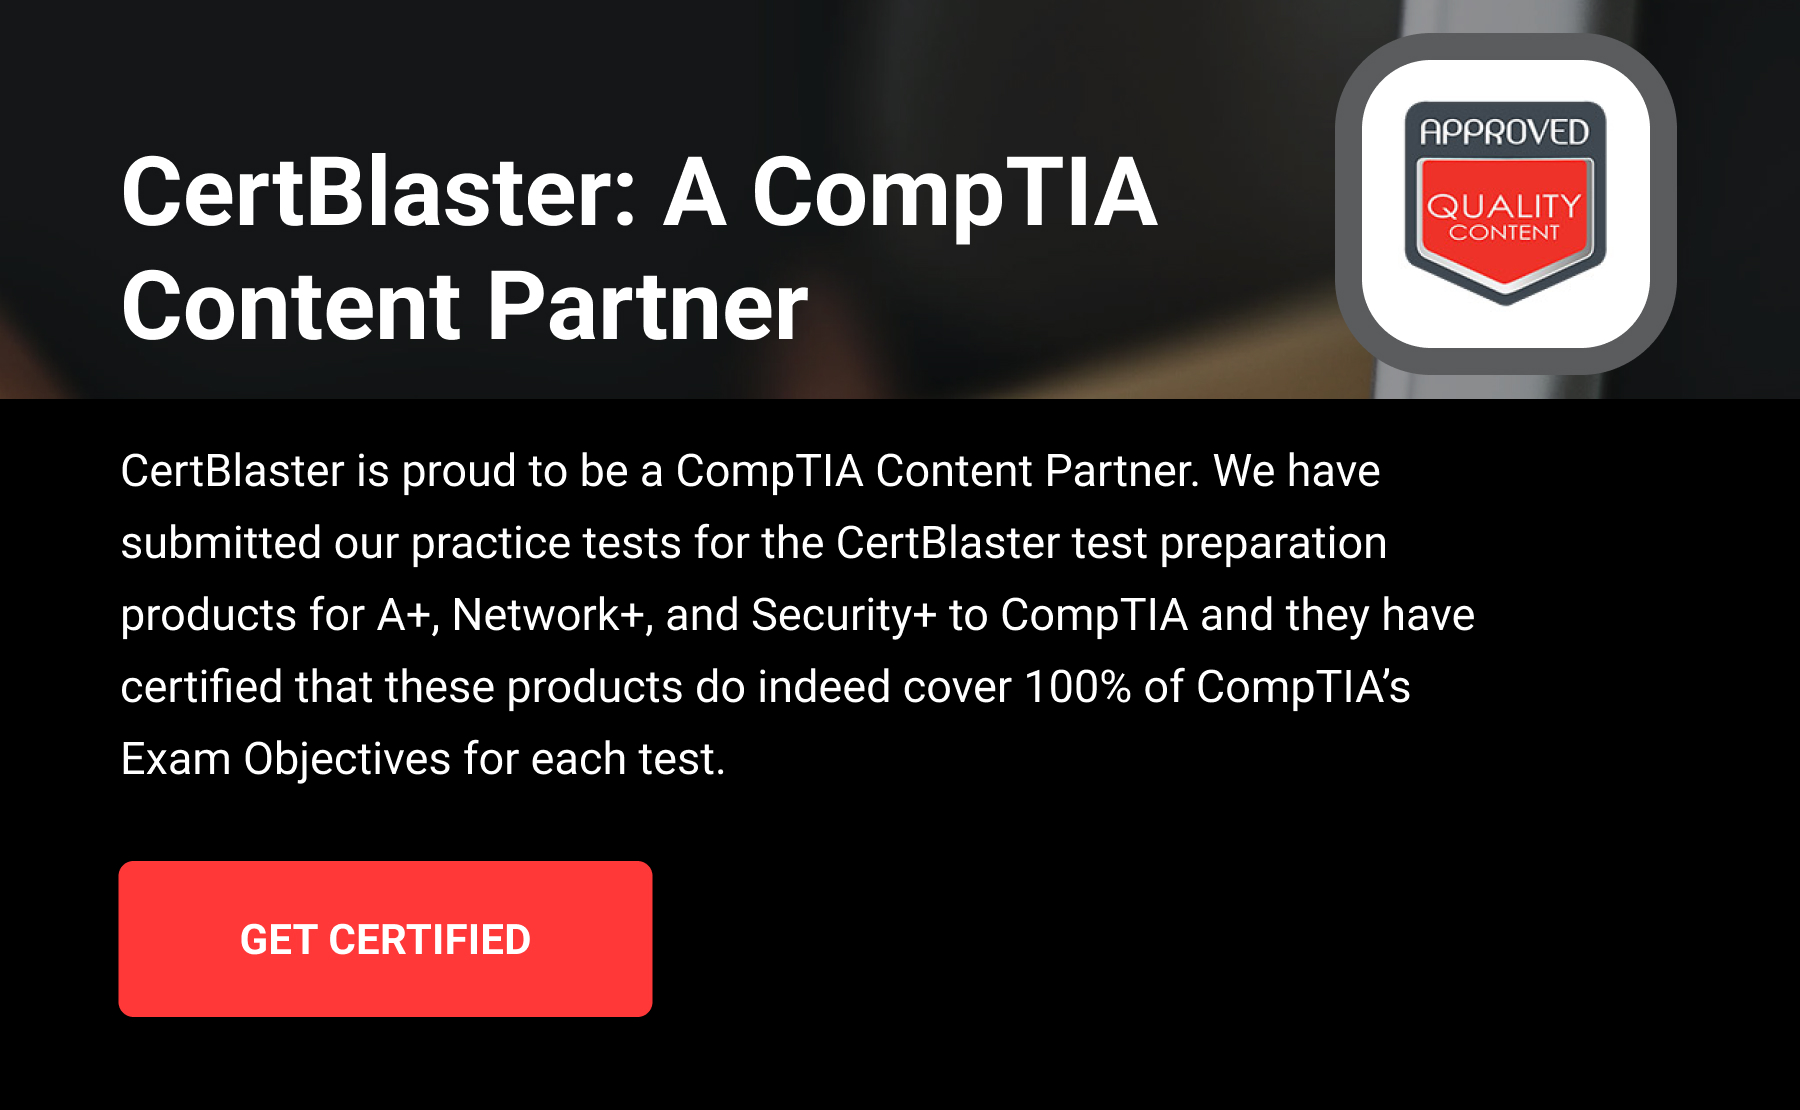 CertBlaster: A CompTIA
Content Partner
APPROVED
QUALITY
CONTENT
CertBlaster is proud to be a CompTIA Content Partner. We have
submitted our practice tests for the CertBlaster test preparation
products for A+, Network+, and Security+ to CompTIA and they have
certified that these products do indeed cover 100% of CompTIA’s
Exam Objectives for each test.
GET CERTIFIED